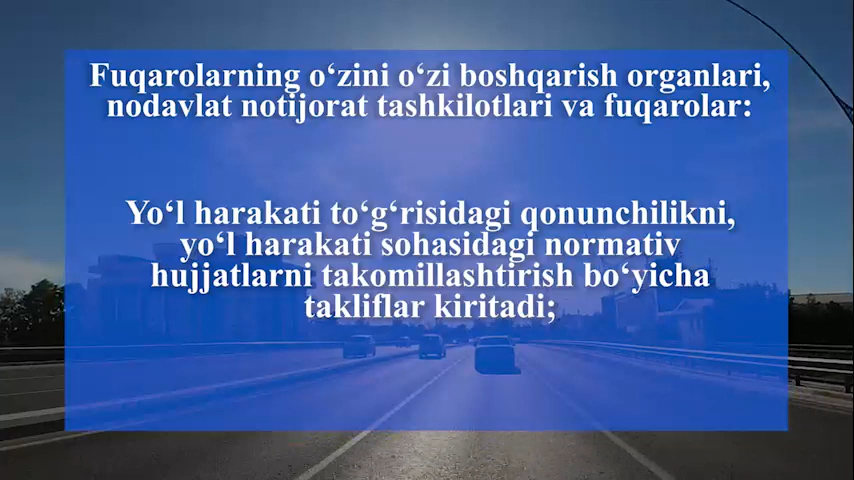 Fuqarolarning o‘zini o‘zi boshqarish organlari,
nodavlat notijorat tashkilotlari va fuqarolar:
Yo‘l harakati to‘g‘risidagi qonunchilikni,
yo‘l harakati sohasidagi normativ
hujjatlarni takomillashtirish bo‘yicha
takliflar kiritadi;